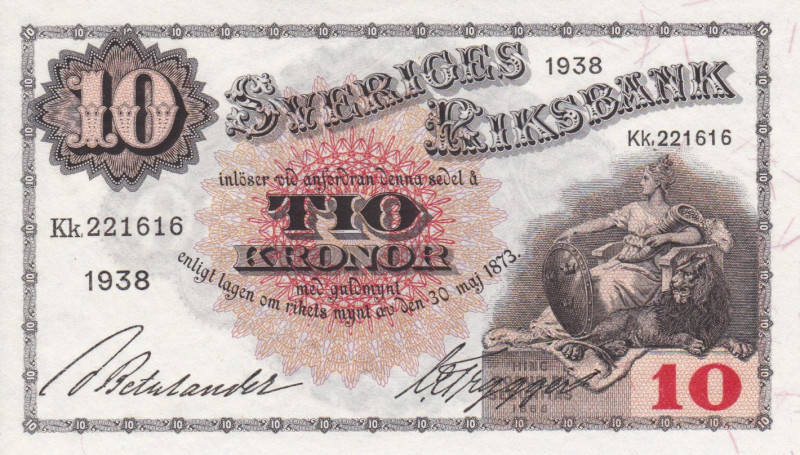 10
SVERIGES
RIKSBANK
1938
Kk,221616
inlöser vid anfordran denna sedel å
TIO
KRONOR
med guldmynt
enligt lagen om rikets mynt av den 30 maj 1873.
Kk,221616
1938
HINC
10